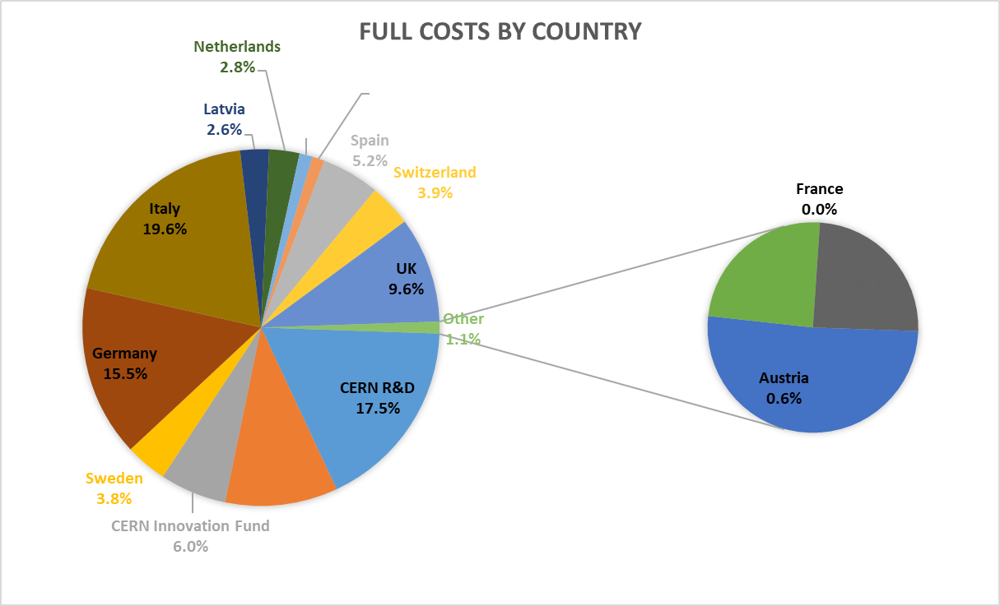 FULL COSTS BY COUNTRY
Netherlands
2.8%
Latvia
2.6%
Spain
5.2%
Switzerland
3.9%
Italy
19.6%
UK
9.6%
Other
1.1%
Germany
15.5%
CERN R&D
17.5%
Sweden
3.8%
CERN Innovation Fund
6.0%
France
0.0%
Austria
0.6%